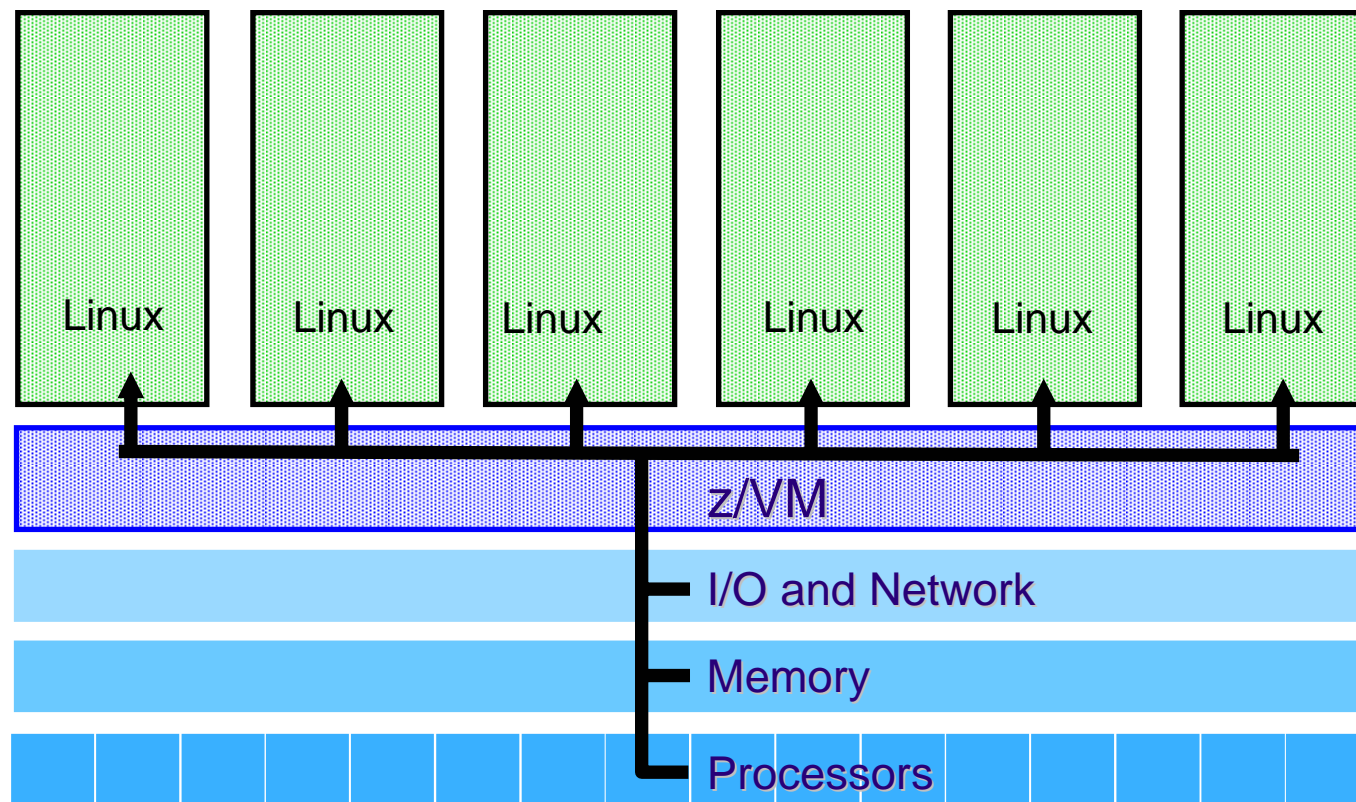 Linux
Linux
Linux
Linux
Linux
Linux
z/VM
I/O and Network
Memory
Processors